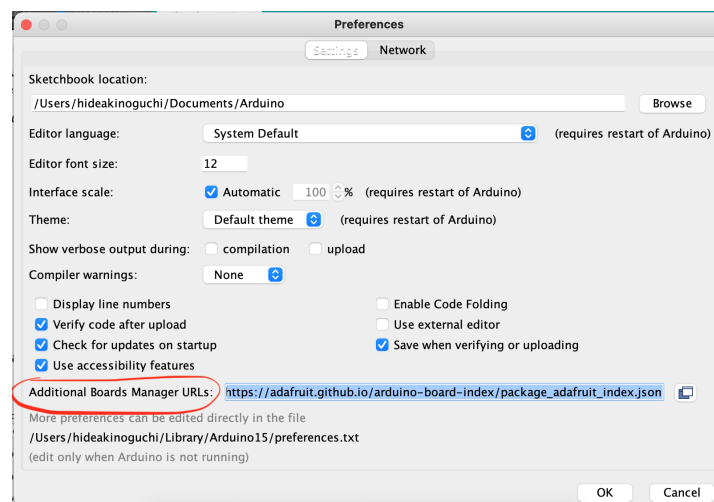 Preferences
Settings Network
Sketchbook location:
/Users/hideakinoguchi/Documents/Arduino Browse
Editor language: System Default (requires restart of Arduino)
Editor font size: 12
Interface scale: Automatic 100 % (requires restart of Arduino)
Theme: Default theme (requires restart of Arduino)
Show verbose output during: compilation upload
Compiler warnings: None
Display line numbers Enable Code Folding
Verify code after upload Use external editor
Check for updates on startup Save when verifying or uploading
Use accessibility features
Additional Boards Manager URLs: https://adafruit.github.io/arduino-board-index/package_adafruit_index.json
More preferences can be edited directly in the file
/Users/hideakinoguchi/Library/Arduino15/preferences.txt
(edit only when Arduino is not running)
OK Cancel